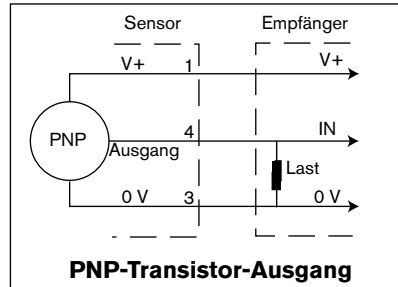 Sensor Empfänger
V+ 1 V+
PNP 4 IN
Ausgang
Last
0 V 3 0 V
PNP-Transistor-Ausgang